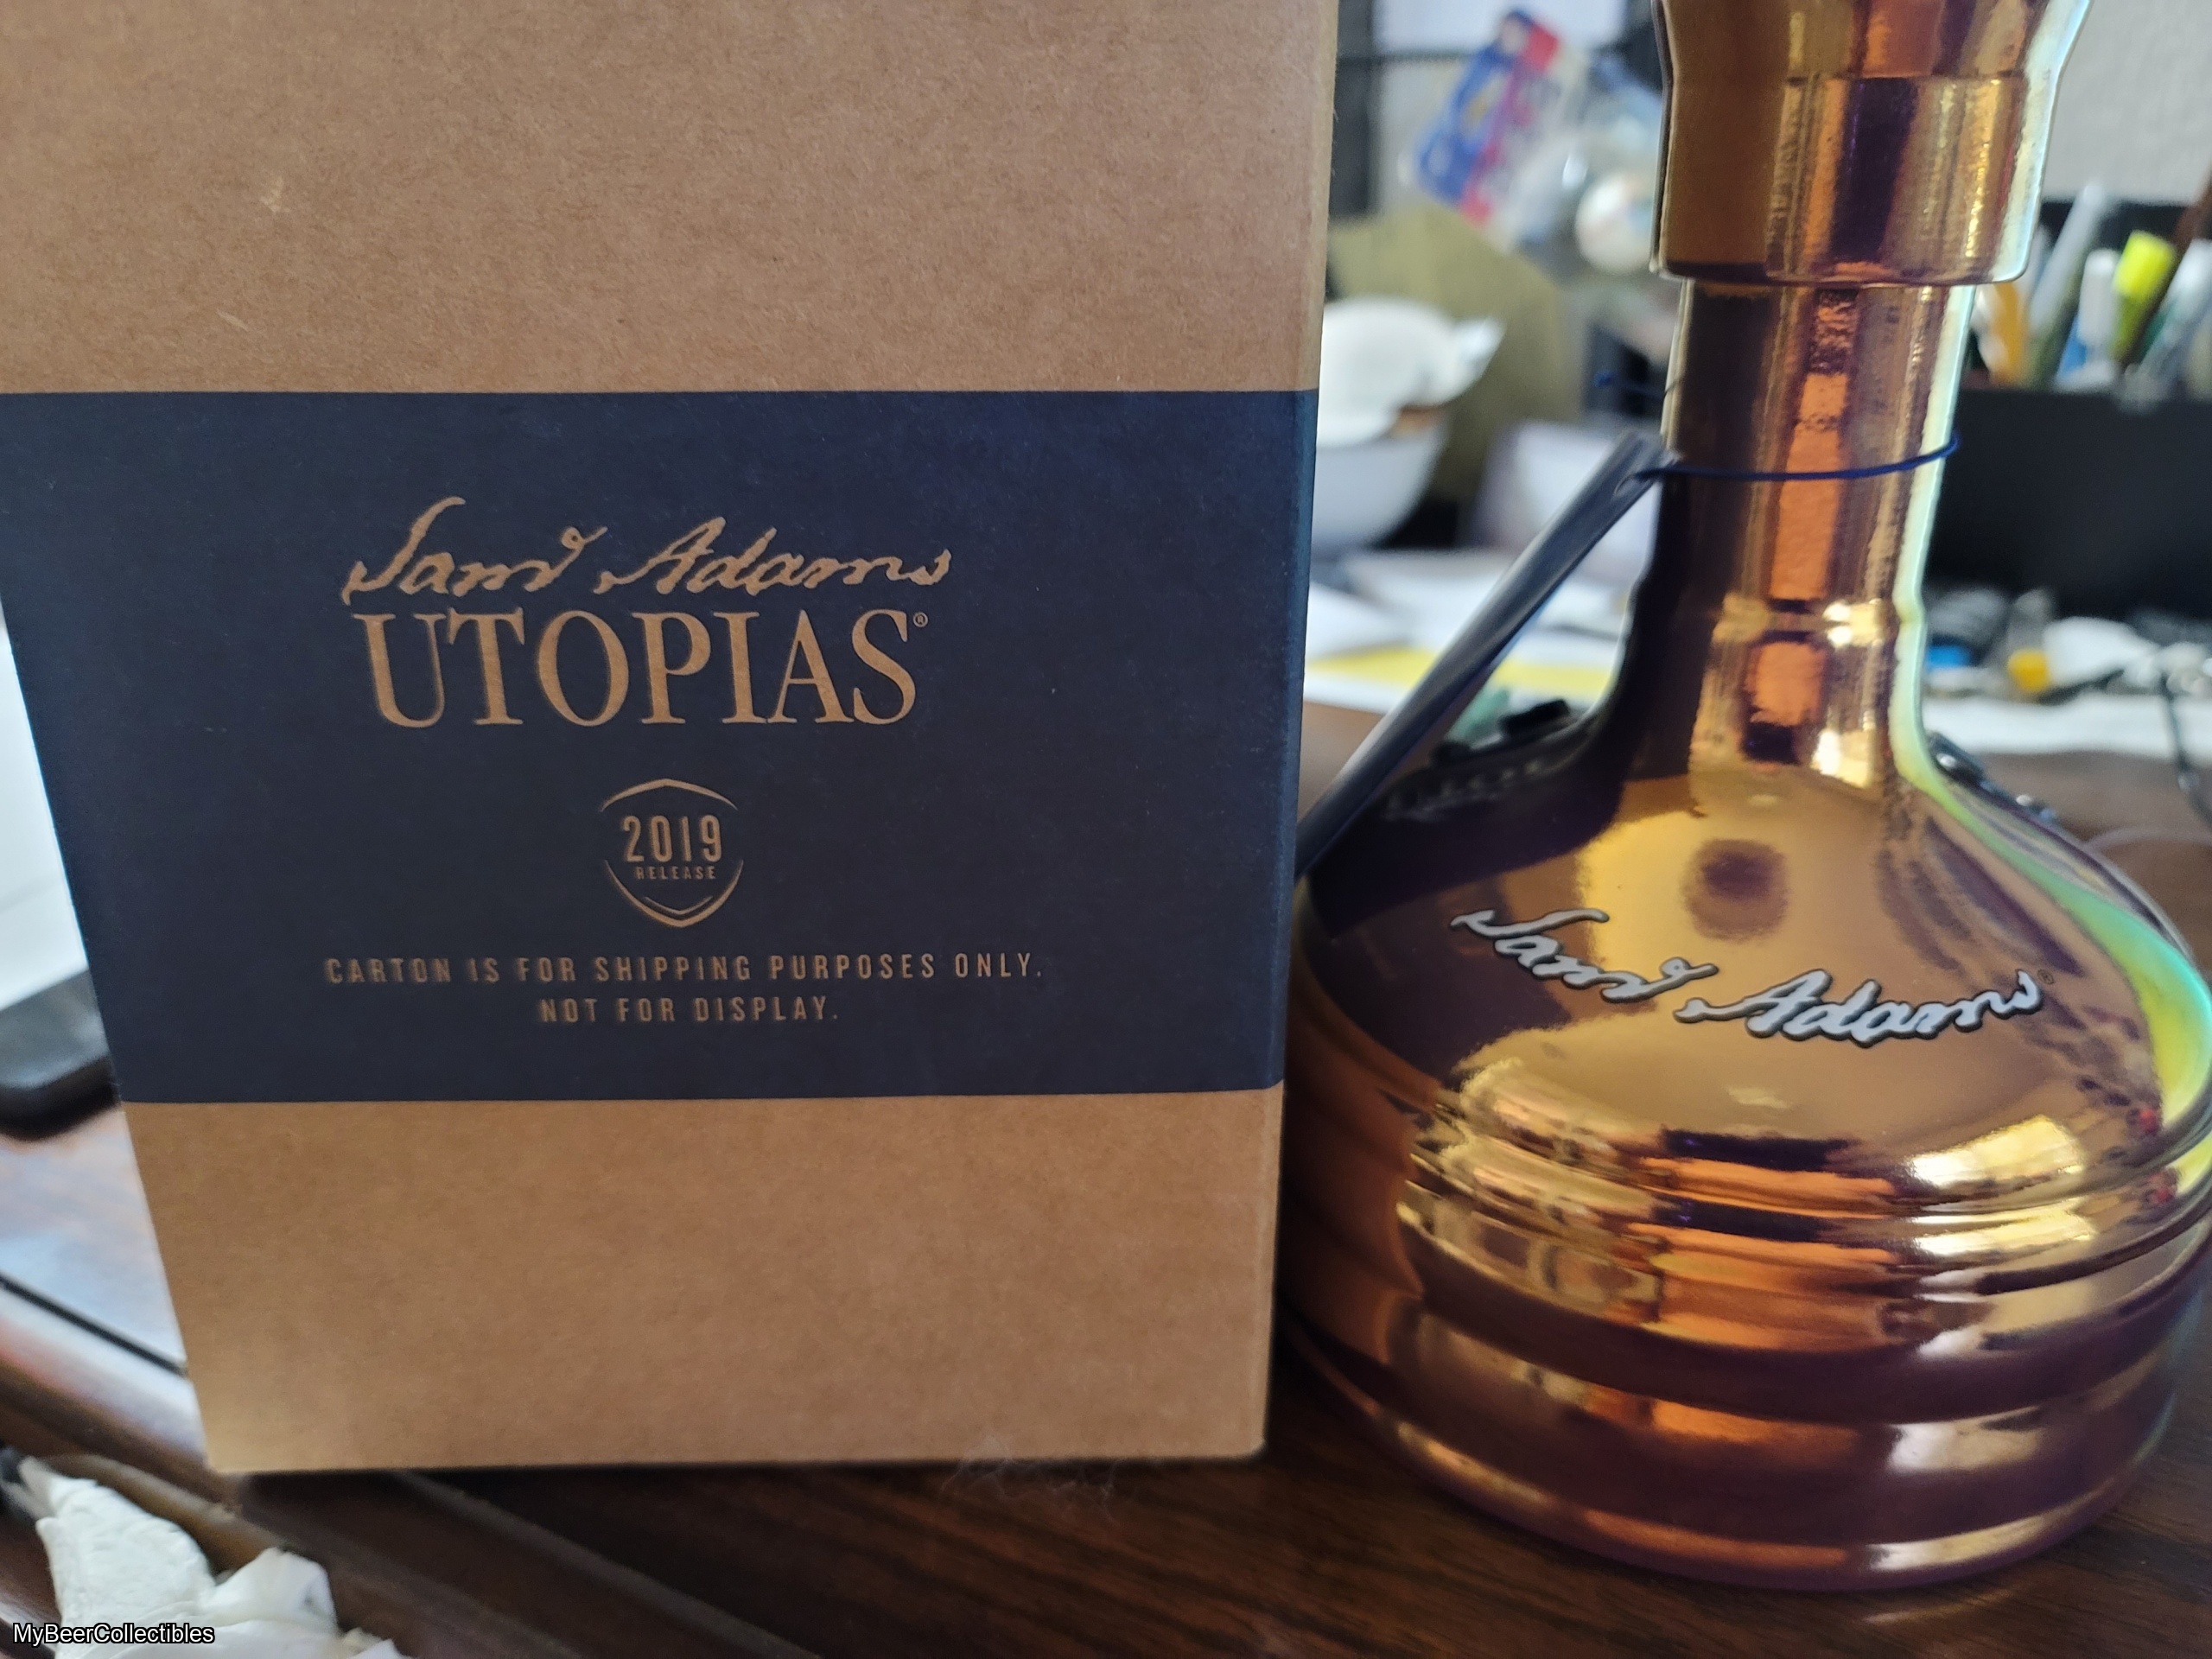 Sam Adams
UTOPIAS®
2019
RELEASE
CARTON IS FOR SHIPPING PURPOSES ONLY.
NOT FOR DISPLAY.
Sam Adams®
MyBeerCollectibles